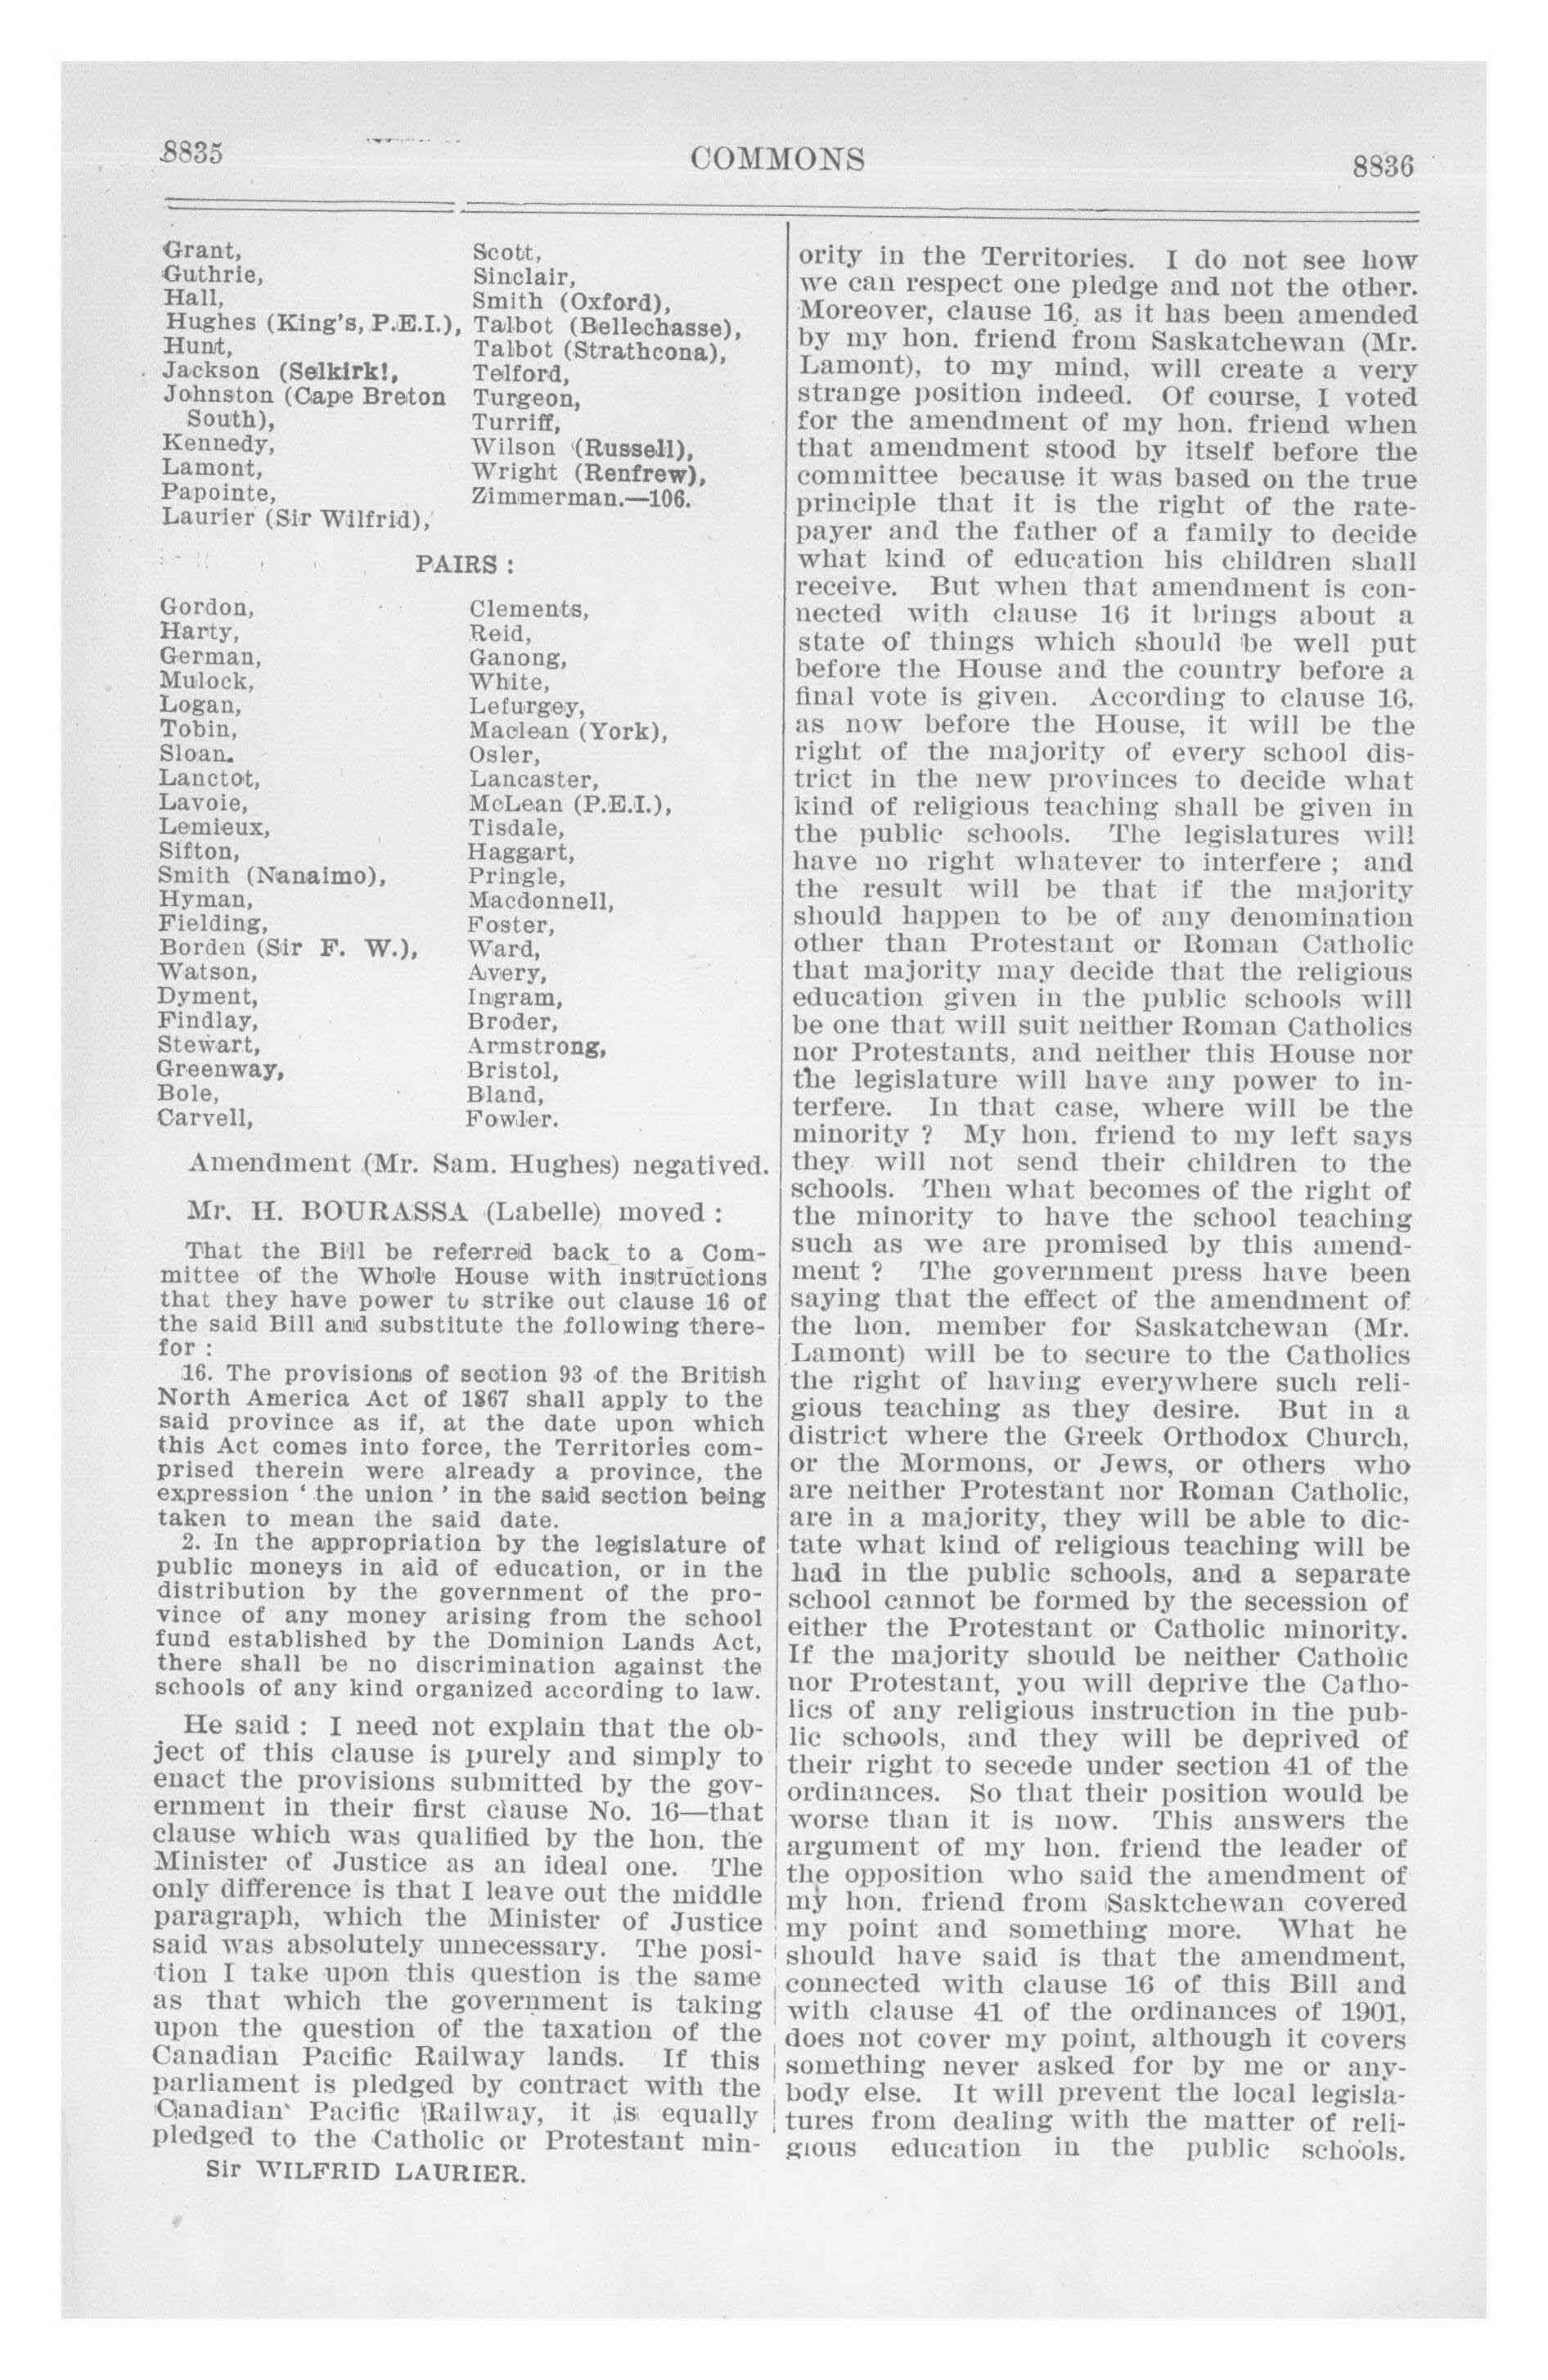 8835
COMMONS
8836
Grant,
Guthrie,
Hall,
Hughes (King's, P.E.I.),
Hunt,
Jackson (Selkirk!,
Johnston (Cape Breton
South),
Kennedy,
Lamont,
Papointe,
Laurier (Sir Wilfrid),
Scott,
Sinclair,
Smith (Oxford),
Talbot (Bellechasse),
Talbot (Strathcona),
Telford,
Turgeon,
Turriff,
Wilson (Russell),
Wright (Renfrew),
Zimmerman.—106.
PAIRS :
Gordon,
Harty,
German,
Mulock,
Logan,
Tobin,
Sloan.
Lanctot,
Lavoie,
Lemieux,
Sifton,
Smith (Nanaimo),
Hyman,
Fielding,
Borden (Sir F. W.),
Watson,
Dyment,
Findlay,
Stewart,
Greenway,
Bole,
Carvell,
Clements,
Reid,
Ganong,
White,
Lefurgey,
Maclean (York),
Osler,
Lancaster,
McLean (P.E.I.),
Tisdale,
Haggart,
Pringle,
Macdonnell,
Foster,
Ward,
Avery,
Ingram,
Broder,
Armstrong,
Bristol,
Bland,
Fowler.
Amendment (Mr. Sam. Hughes) negatived.
Mr. H. BOURASSA (Labelle) moved :
That the Bill be referred back to a Com-
mittee of the Whole House with instructions
that they have power to strike out clause 16 of
the said Bill and substitute the following there-
for :
16. The provisions of section 93 of the British
North America Act of 1867 shall apply to the
said province as if, at the date upon which
this Act comes into force, the Territories com-
prised therein were already a province, the
expression ' the union ' in the said section being
taken to mean the said date.
2. In the appropriation by the legislature of
public moneys in aid of education, or in the
distribution by the government of the pro-
vince of any money arising from the school
fund established by the Dominion Lands Act,
there shall be no discrimination against the
schools of any kind organized according to law.
He said : I need not explain that the ob-
ject of this clause is purely and simply to
enact the provisions submitted by the gov-
ernment in their first clause No. 16—that
clause which was qualified by the hon. the
Minister of Justice as an ideal one. The
only difference is that I leave out the middle
paragraph, which the Minister of Justice
said was absolutely unnecessary. The posi-
tion I take upon this question is the same
as that which the government is taking
upon the question of the taxation of the
Canadian Pacific Railway lands. If this
parliament is pledged by contract with the
Canadian Pacific Railway, it is equally
pledged to the Catholic or Protestant min-
Sir WILFRID LAURIER.
ority in the Territories. I do not see how
we can respect one pledge and not the other.
Moreover, clause 16, as it has been amended
by my hon. friend from Saskatchewan (Mr.
Lamont), to my mind, will create a very
strange position indeed. Of course, I voted
for the amendment of my hon. friend when
that amendment stood by itself before the
committee because it was based on the true
principle that it is the right of the rate-
payer and the father of a family to decide
what kind of education his children shall
receive. But when that amendment is con-
nected with clause 16 it brings about a
state of things which should be well put
before the House and the country before a
final vote is given. According to clause 16,
as now before the House, it will be the
right of the majority of every school dis-
trict in the new provinces to decide what
kind of religious teaching shall be given in
the public schools. The legislatures will
have no right whatever to interfere ; and
the result will be that if the majority
should happen to be of any denomination
other than Protestant or Roman Catholic
that majority may decide that the religious
education given in the public schools will
be one that will suit neither Roman Catholics
nor Protestants, and neither this House nor
the legislature will have any power to in-
terfere. In that case, where will be the
minority ? My hon. friend to my left says
they will not send their children to the
schools. Then what becomes of the right of
the minority to have the school teaching
such as we are promised by this amend-
ment ? The government press have been
saying that the effect of the amendment of
the hon. member for Saskatchewan (Mr.
Lamont) will be to secure to the Catholics
the right of having everywhere such reli-
gious teaching as they desire. But in a
district where the Greek Orthodox Church,
or the Mormons, or Jews, or others who
are neither Protestant nor Roman Catholic,
are in a majority, they will be able to dic-
tate what kind of religious teaching will be
had in the public schools, and a separate
school cannot be formed by the secession of
either the Protestant or Catholic minority.
If the majority should be neither Catholic
nor Protestant, you will deprive the Catho-
lics of any religious instruction in the pub-
lic schools, and they will be deprived of
their right to secede under section 41 of the
ordinances. So that their position would be
worse than it is now. This answers the
argument of my hon. friend the leader of
the opposition who said the amendment of
my hon. friend from Sasktchewan covered
my point and something more. What he
should have said is that the amendment,
connected with clause 16 of this Bill and
with clause 41 of the ordinances of 1901,
does not cover my point, although it covers
something never asked for by me or any-
body else. It will prevent the local legisla-
tures from dealing with the matter of reli-
gious education in the public schools.